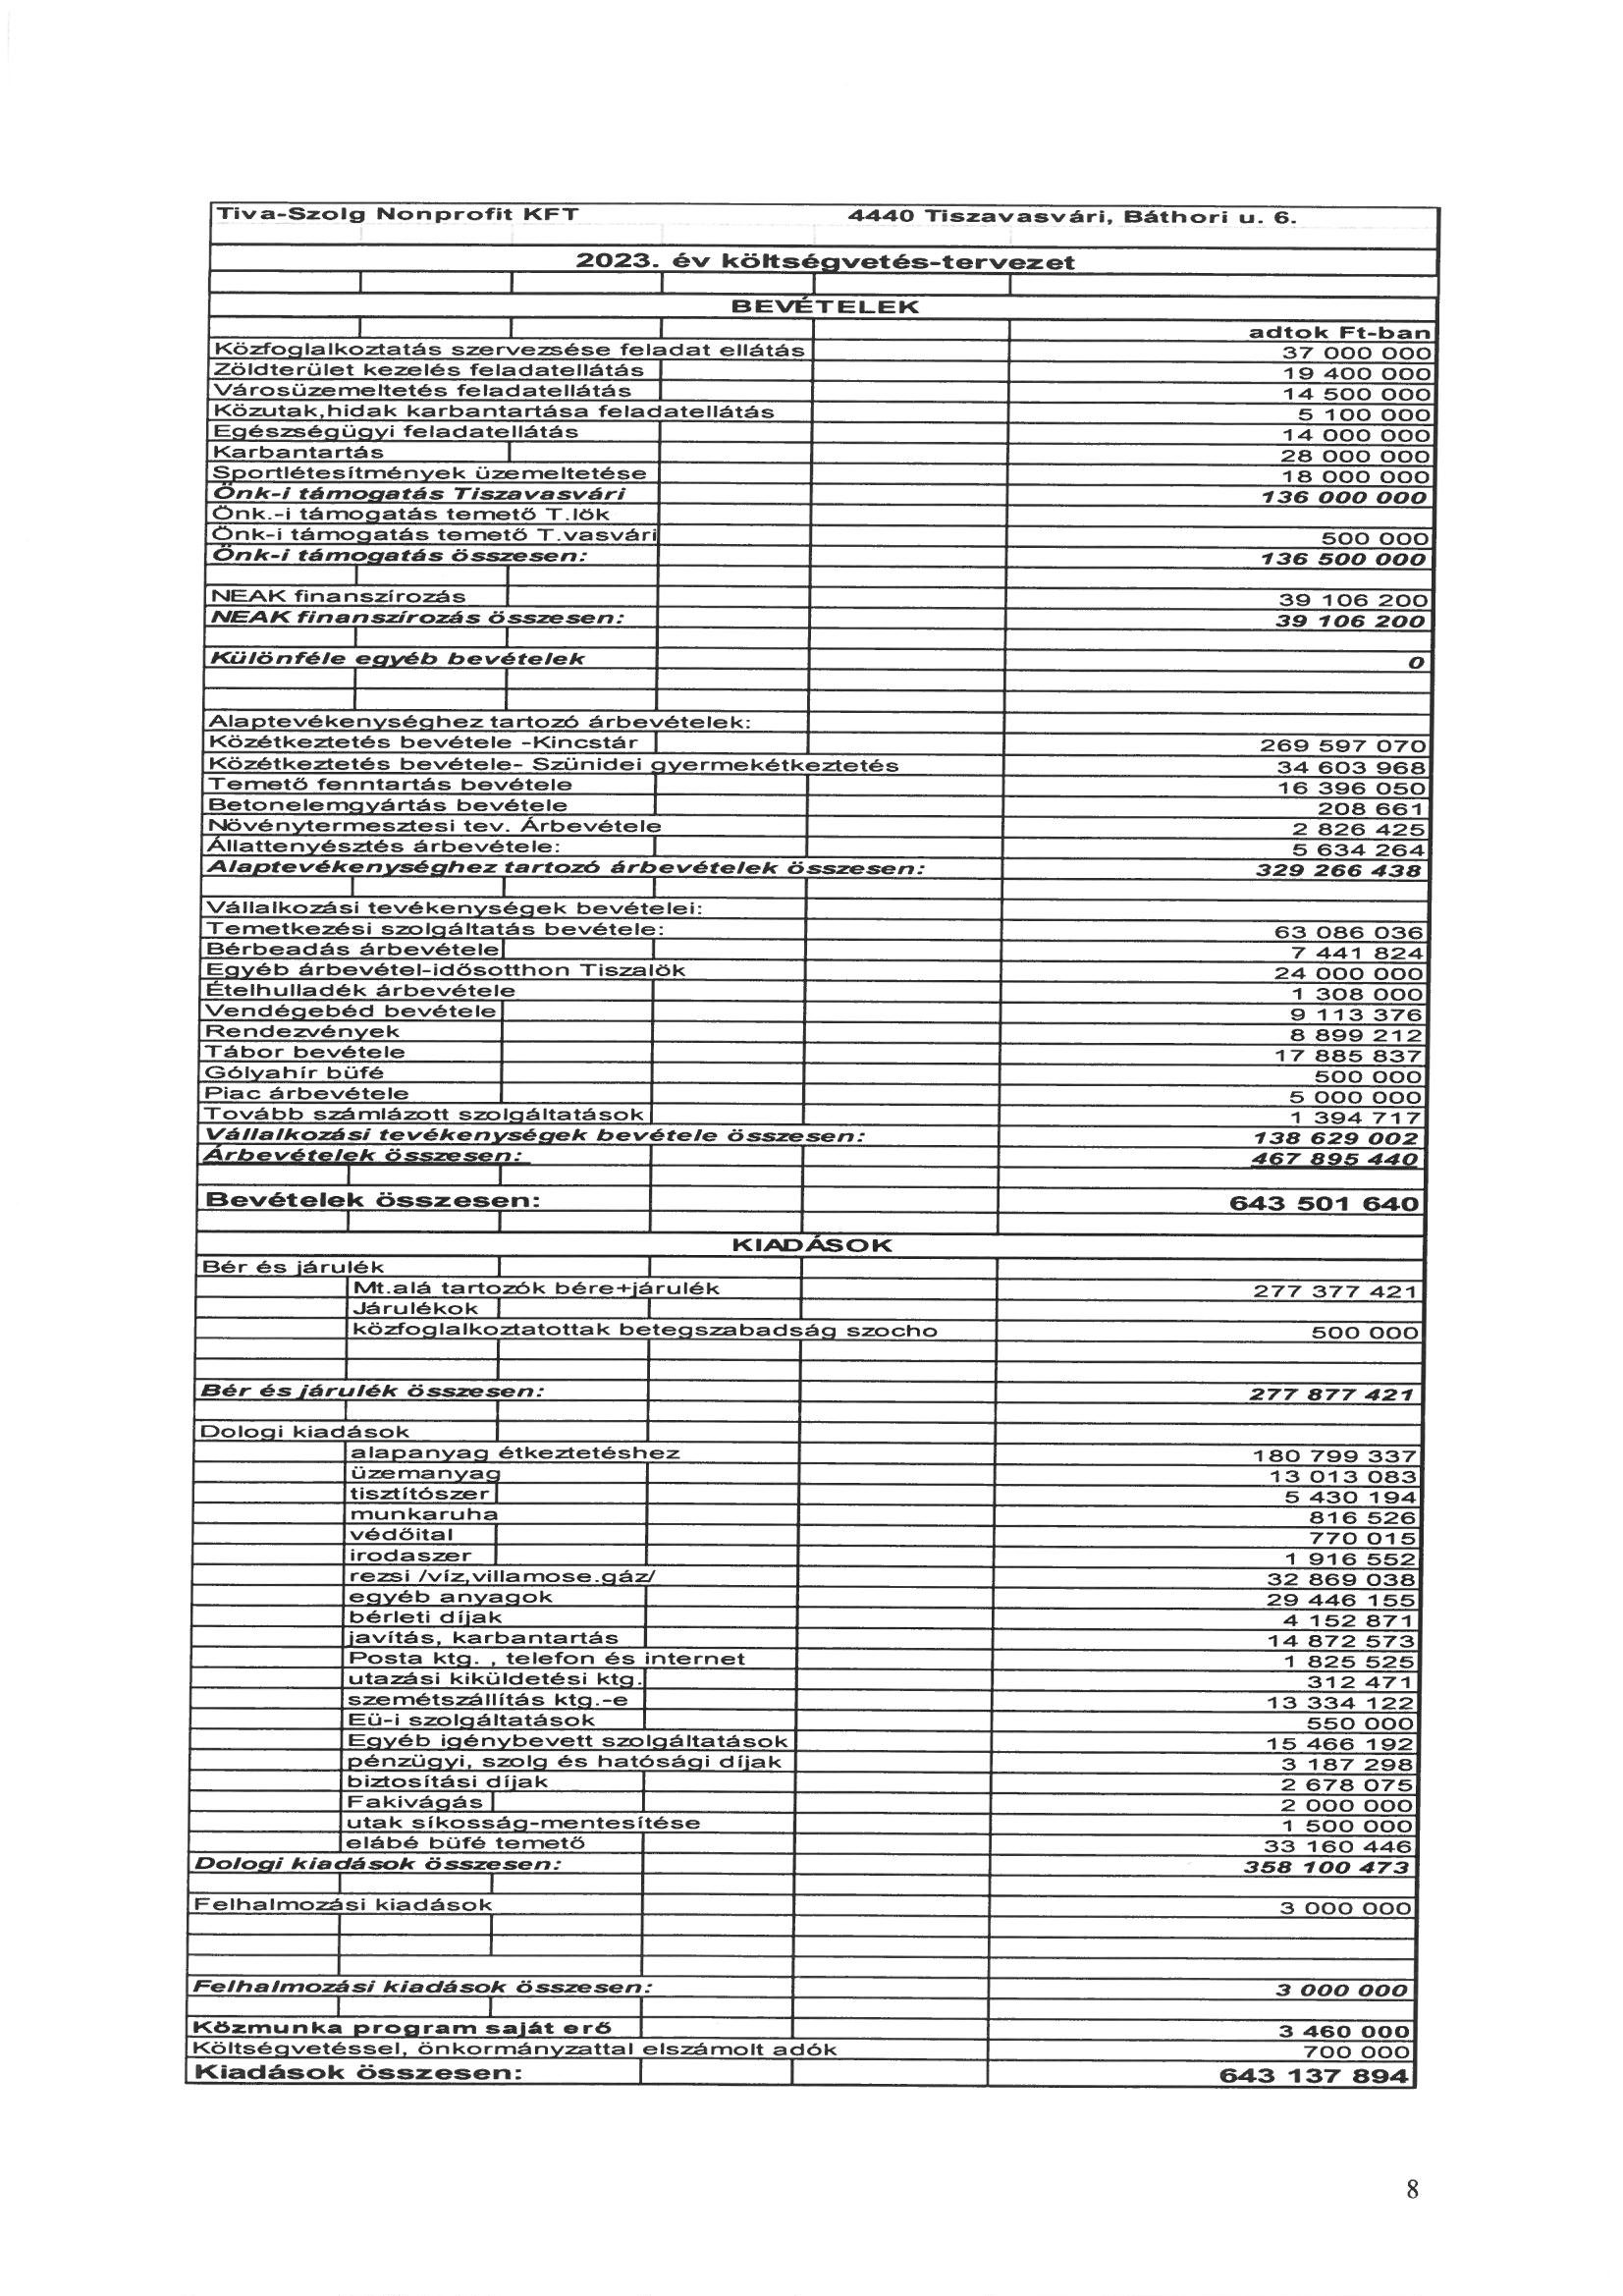 Tiva-Szolg Nonprofit KFT 4440 Tiszavasvári, Báthori u. 6.
2023. év költségvetés-tervezet
BEVÉTELEK
adtok Ft-ban
Közfoglalkoztatás szervezsése feladat ellátás 37 000 000
Zöldterület kezelés feladatellátás 19 400 000
Városüzemeltetés feladatellátás 14 500 000
Közutak,hidak karbantartása feladatellátás 5 100 000
Egészségügyi feladatellátás 14 000 000
Karbantartás 28 000 000
Sportlétesítmények üzemeltetése 18 000 000
Önk-i támogatás Tiszavasvári 136 000 000
Önk.-i támogatás temető T.lök
Önk-i támogatás temető T.vasvári 500 000
Önk-i támogatás összesen: 136 500 000
NEAK finanszírozás 39 106 200
NEAK finanszírozás összesen: 39 106 200
Különféle egyéb bevételek 0
Alaptevékenységhez tartozó árbevételek:
Közétkeztetés bevétele -Kincstár 269 597 070
Közétkeztetés bevétele- Szünidei gyermekétkeztetés 34 603 968
Temető fenntartás bevétele 16 396 050
Betonelemgyártás bevétele 208 661
Növénytermesztesi tev. Árbevétele 2 826 425
Állattenyésztés árbevétele: 5 634 264
Alaptevékenységhez tartozó árbevételek összesen: 329 266 438
Vállalkozási tevékenységek bevételei:
Temetkezési szolgáltatás bevétele: 63 086 036
Bérbeadás árbevétele 7 441 824
Egyéb árbevétel-idősotthon Tiszalök 24 000 000
Ételhulladék árbevétele 1 308 000
Vendégebéd bevétele 9 113 376
Rendezvények 8 899 212
Tábor bevétele 17 885 837
Gólyahír büfé 500 000
Piac árbevétele 5 000 000
Tovább számlázott szolgáltatások 1 394 717
Vállalkozási tevékenységek bevétele összesen: 138 629 002
Árbevételek összesen: 467 895 440
Bevételek összesen: 643 501 640
KIADÁSOK
Bér és járulék
Mt.alá tartozók bére+járulék 277 377 421
Járulékok
közfoglalkoztatottak betegszabadság szocho 500 000
Bér és járulék összesen: 277 877 421
Dologi kiadások
alapanyag étkeztetéshez 180 799 337
üzemanyag 13 013 083
tisztítószer 5 430 194
munkaruha 816 526
védőital 770 015
irodaszer 1 916 552
rezsi /víz,villamose.gáz/ 32 869 038
egyéb anyagok 29 446 155
bérleti díjak 4 152 871
javítás, karbantartás 14 872 573
Posta ktg. , telefon és internet 1 825 525
utazási kiküldetési ktg. 312 471
szemétszállítás ktg.-e 13 334 122
Eü-i szolgáltatások 550 000
Egyéb igénybevett szolgáltatások 15 466 192
pénzügyi, szolg és hatósági díjak 3 187 298
biztosítási díjak 2 678 075
Fakivágás 2 000 000
utak síkosság-mentesítése 1 500 000
elábé büfé temető 33 160 446
Dologi kiadások összesen: 358 100 473
Felhalmozási kiadások 3 000 000
Felhalmozási kiadások összesen: 3 000 000
Közmunka program saját erő 3 460 000
Költségvetéssel, önkormányzattal elszámolt adók 700 000
Kiadások összesen: 643 137 894
8